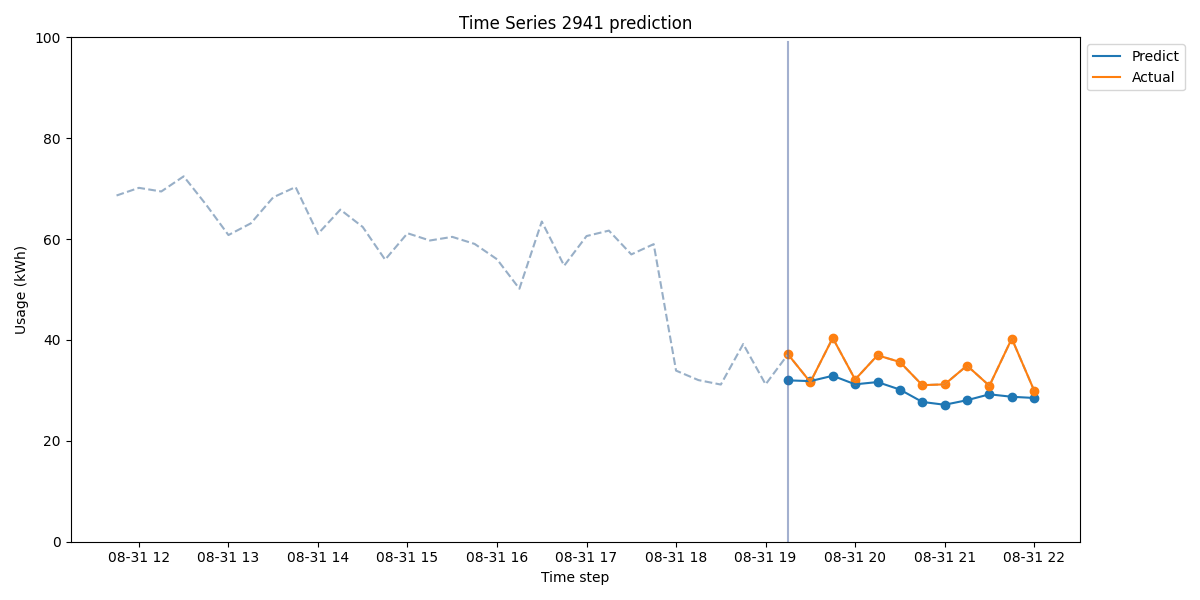 Time Series 2941 prediction
Predict
Actual
Usage (kWh)
100
80
60
40
20
0
08-31 12 08-31 13 08-31 14 08-31 15 08-31 16 08-31 17 08-31 18 08-31 19 08-31 20 08-31 21 08-31 22
Time step